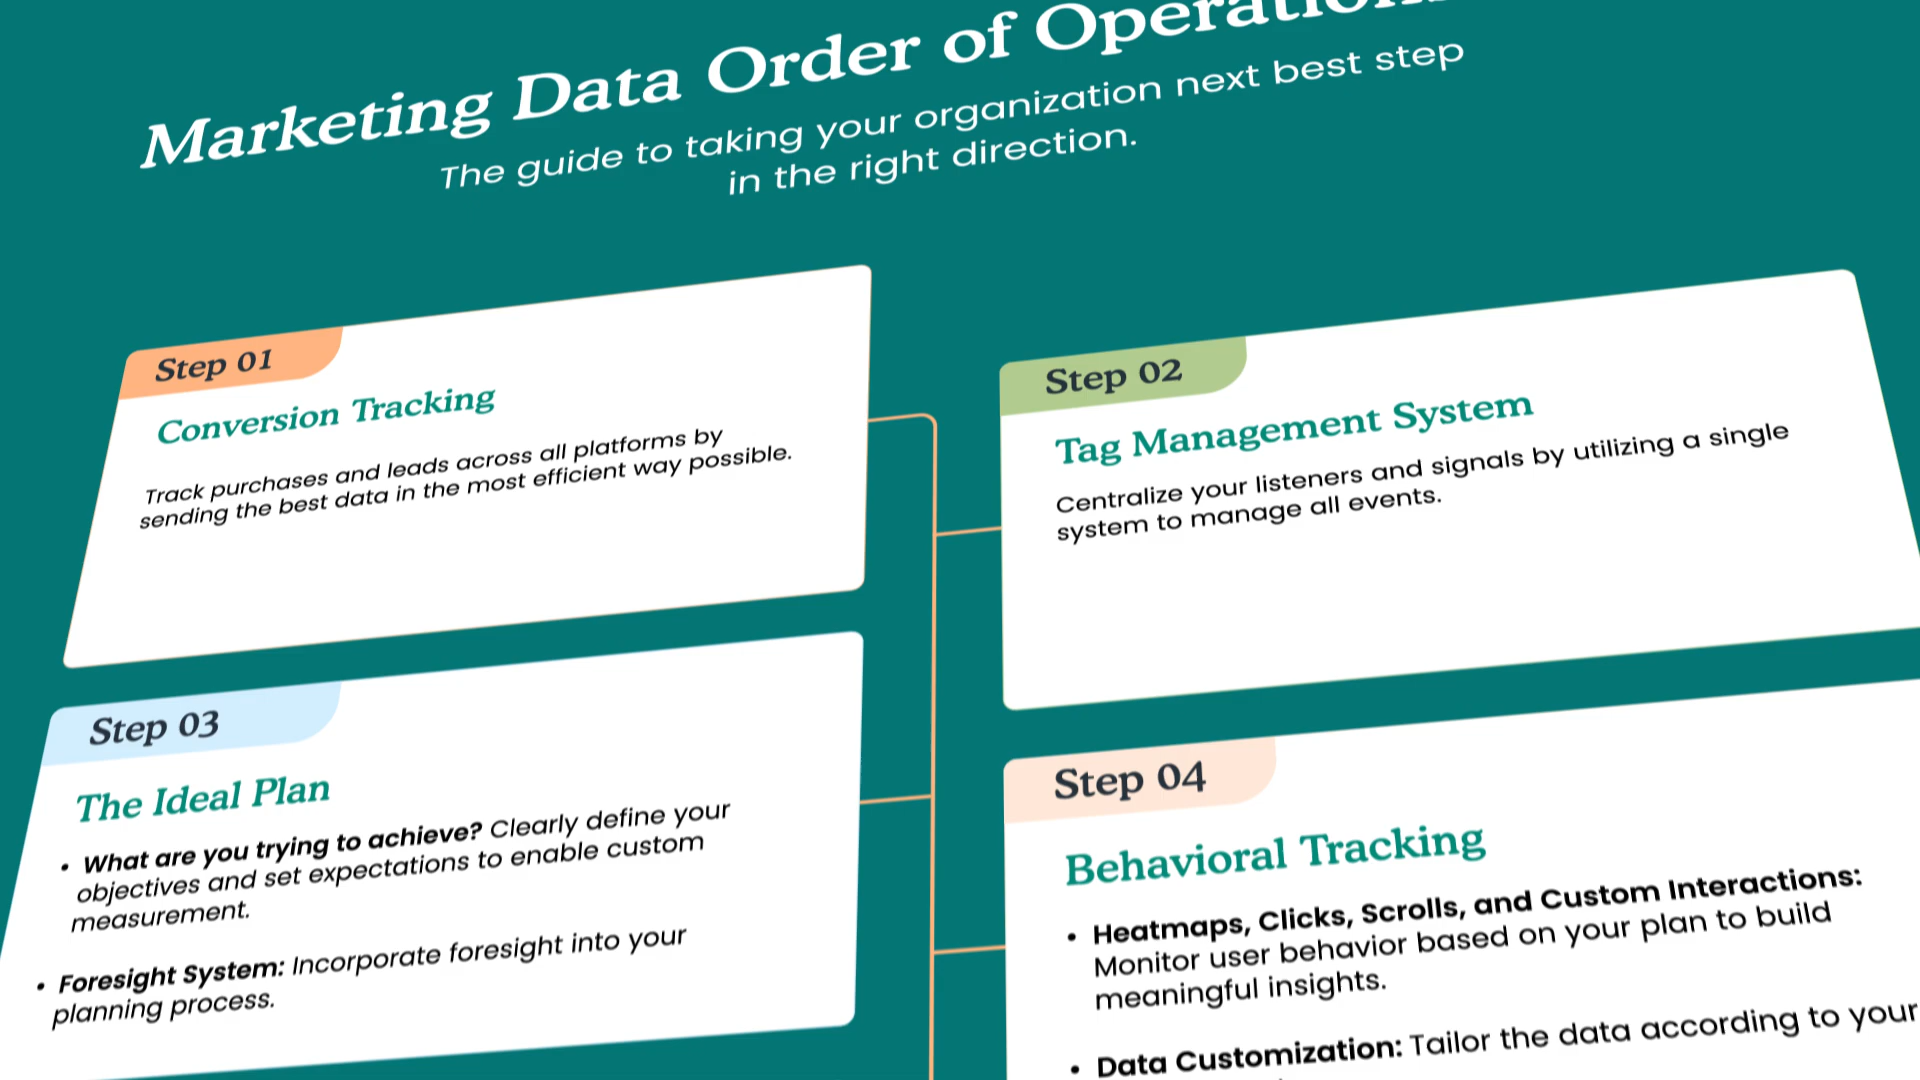 Marketing Data Order of
The guide to taking your organization next best step
in the right direction.
Step 01
Conversion Tracking
Track purchases and leads across all platforms by
sending the best data in the most efficient way possible.
Step 02
Tag Management System
Centralize your listeners and signals by utilizing a single
system to manage all events.
Step 03
The Ideal Plan
• What are you trying to achieve? Clearly define your
objectives and set expectations to enable custom
measurement.
• Foresight System: Incorporate foresight into your
planning process.
Step 04
Behavioral Tracking
• Heatmaps, Clicks, Scrolls, and Custom Interactions:
Monitor user behavior based on your plan to build
meaningful insights.
• Data Customization: Tailor the data according to your